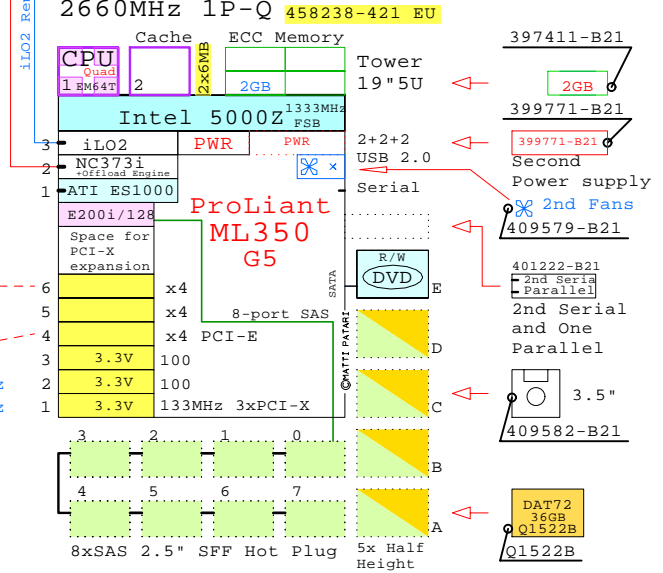 2660MHz 1P-Q 458238-421 EU
iLO2 Re
Cache
ECC Memory
397411-B21
CPU
Quad
1 EM64T
2
2x6MB
2GB
Tower
19"5U
2GB
Intel 5000Z
1333MHz
FSB
399771-B21
3
iLO2
PWR
PWR
2+2+2
USB 2.0
399771-B21
Second
Power supply
2
NC373i
+Offload Engine
×
1
ATI ES1000
Serial
2nd Fans
409579-B21
E200i/128
ProLiant
ML350
G5
Space for
PCI-X
expansion
R/W
DVD
E
SATA
401222-B21
2nd Seria
Parallel
2nd Serial
and One
Parallel
6
x4
5
x4
8-port SAS
4
x4 PCI-E
D
3
3.3V
100
2
3.3V
100
1
3.3V
133MHz 3xPCI-X
©MATTI PATARI
C
3.5"
409582-B21
3
2
1
0
B
4
5
6
7
A
DAT72
36GB
Q1522B
Q1522B
8xSAS 2.5" SFF Hot Plug
5x Half
Height